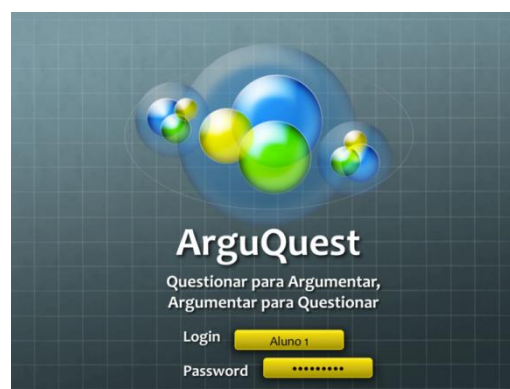 ArguQuest
Questionar para Argumentar,
Argumentar para Questionar
Login Aluno 1
Password •••••••••